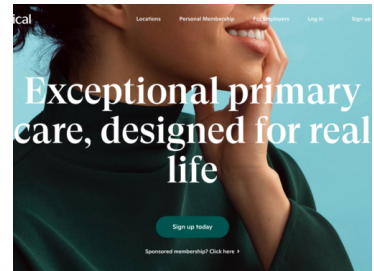 ical
Locations Personal Membership For Employers Log in Sign up
Exceptional primary
care, designed for real
life
Sign up today
Sponsored membership? Click here >